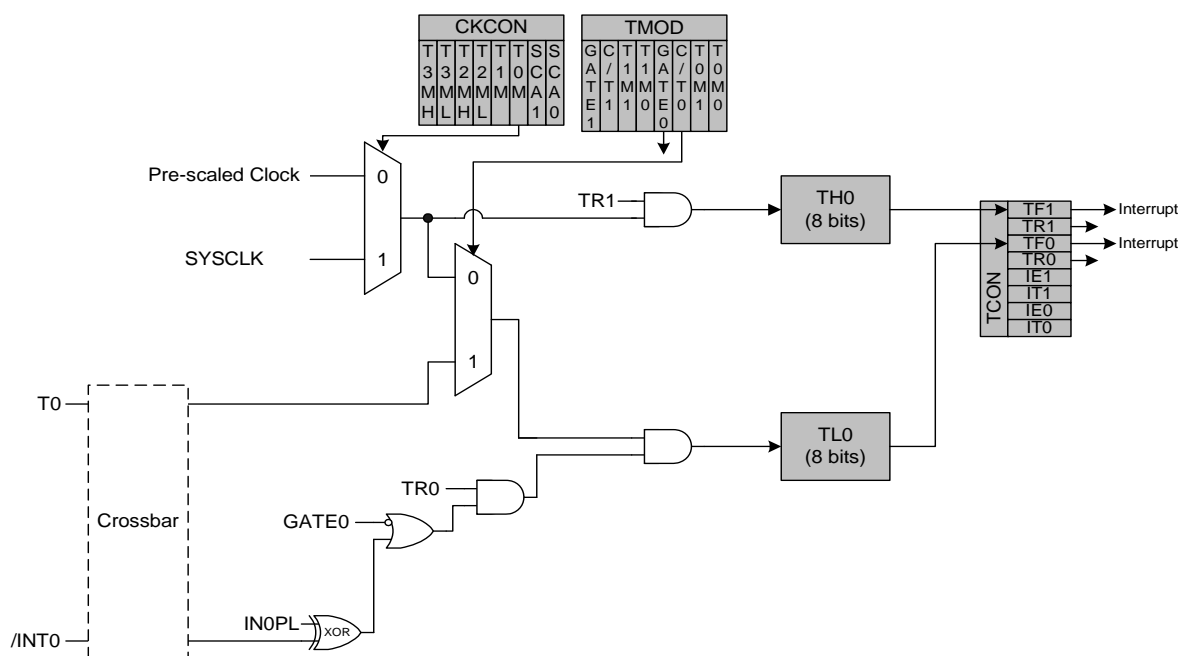 CKCON
T3MH T3ML T2MH T2ML T1M T0M SCA1 SCA0
TMOD
GATE1 C/T1 T1M1 T1M0 GATE0 C/T0 T0M1 T0M0
Pre-scaled Clock
0
SYSCLK
1
TR1
TH0
(8 bits)
0
1
TCON
TF1
TR1
TF0
TR0
IE1
IT1
IE0
IT0
Interrupt
Interrupt
T0
Crossbar
TL0
(8 bits)
TR0
GATE0
IN0PL
XOR
/INT0